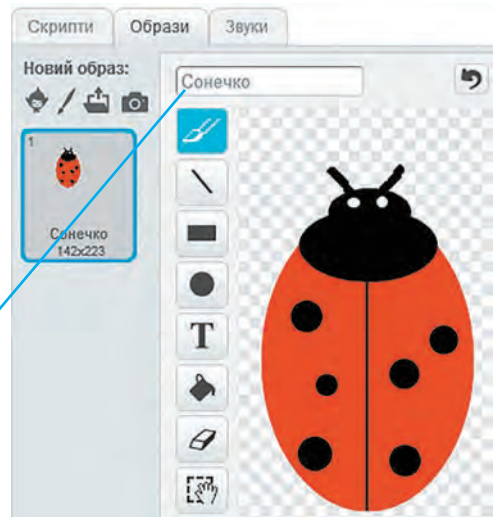 Скрипти Образи Звуки
Новий образ:
Сонечко
1
Сонечко
142x223
T